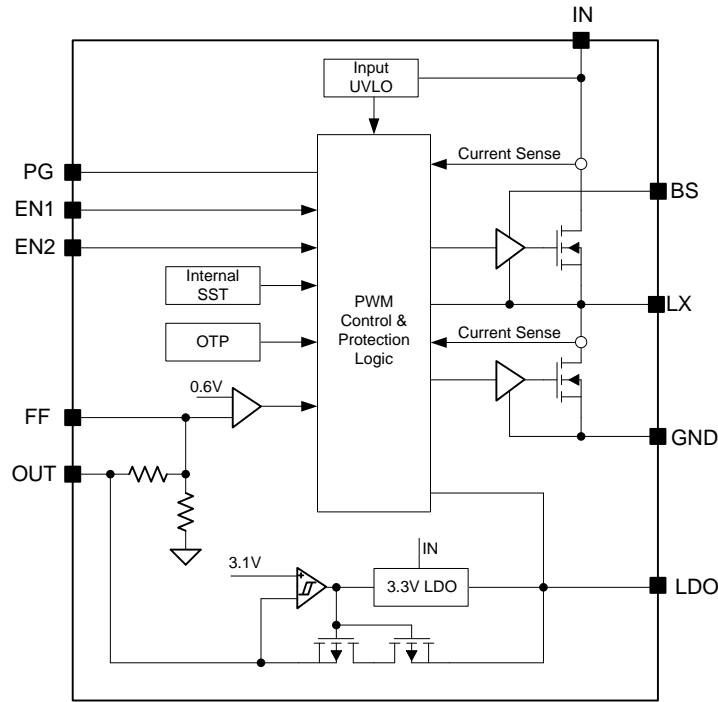 IN
Input
UVLO
Current Sense
PG
BS
EN1
EN2
Internal
SST
PWM
Control &
Protection
Logic
LX
OTP
Current Sense
0.6V
FF
GND
OUT
IN
3.1V
+
3.3V LDO
LDO
-